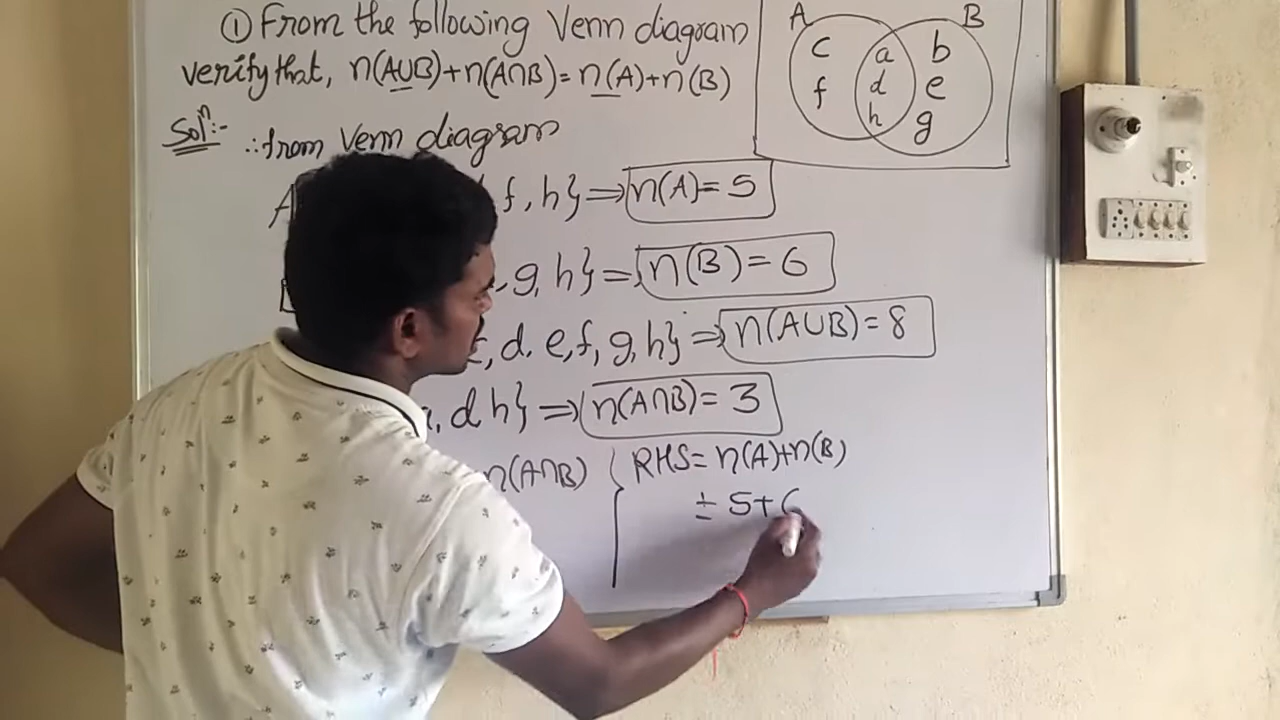 ① From the following Venn diagram
verify that, n(A∪B)+n(A∩B)=n(A)+n(B)
Solⁿ:-
∴ from Venn diagram
A
f, h} ⇒ n(A)= 5
g, h} ⇒ n(B) = 6
c, d, e, f, g, h} ⇒ n(A∪B) = 8
a, d h} ⇒ n(A∩B) = 3
n(A∩B)
RHS = n(A)+n(B)
= 5+6
A
B
c
a
b
f
d
e
h
g